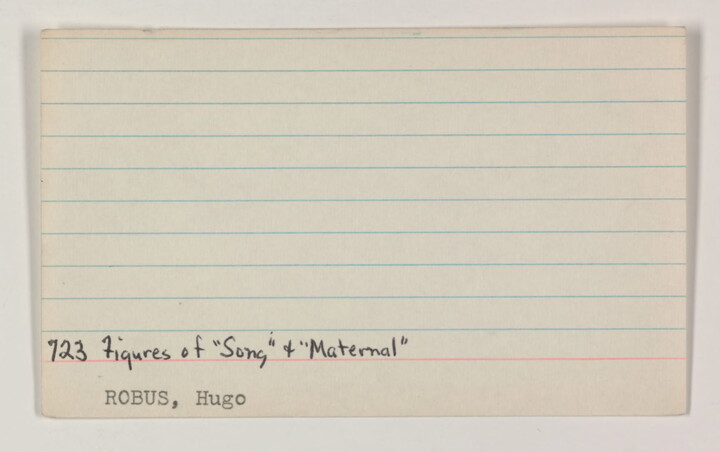 723 Figures of "Song" & "Maternal"
ROBUS, Hugo